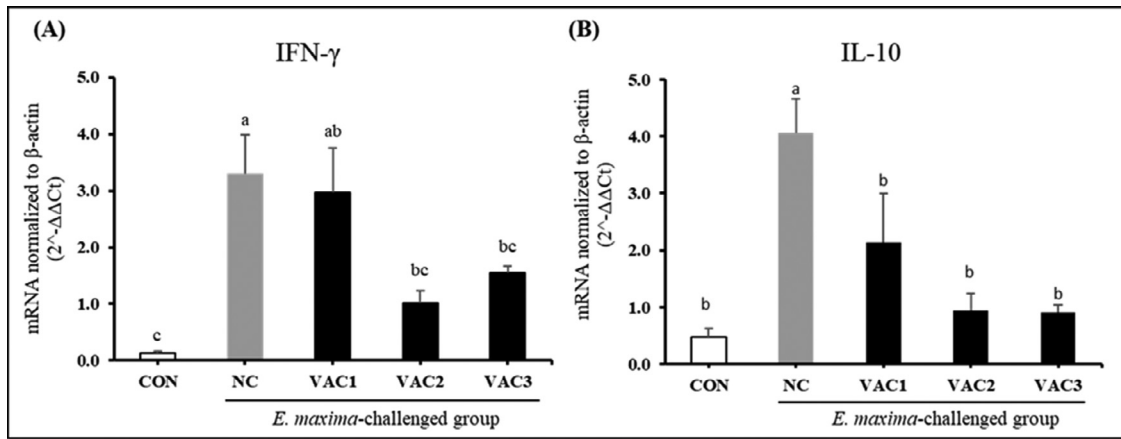 (A)
IFN-γ
mRNA normalized to β-actin
(2^-ΔΔCt)
5.0
4.0
3.0
2.0
1.0
0.0
c
a
ab
bc
bc
CON
NC
VAC1
VAC2
VAC3
E. maxima-challenged group
(B)
IL-10
mRNA normalized to β-actin
(2^-ΔΔCt)
5.0
4.0
3.0
2.0
1.0
0.0
b
a
b
b
b
CON
NC
VAC1
VAC2
VAC3
E. maxima-challenged group